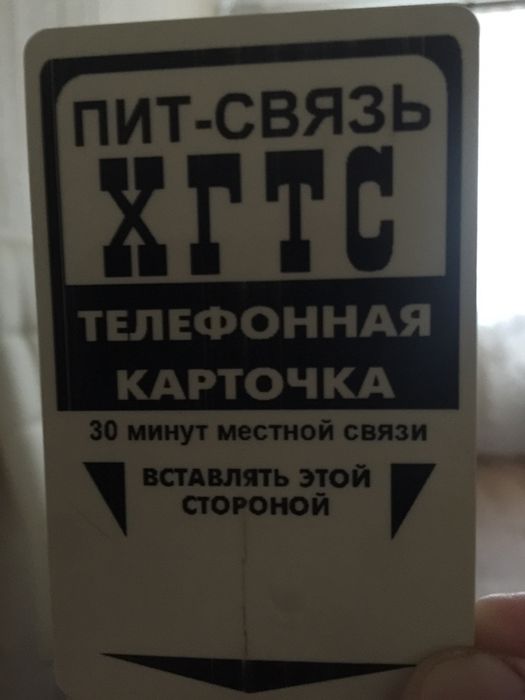 ПИТ-СВЯЗЬ
ХГТС
ТЕЛЕФОННАЯ
КАРТОЧКА
30 минут местной связи
ВСТАВЛЯТЬ ЭТОЙ
СТОРОНОЙ